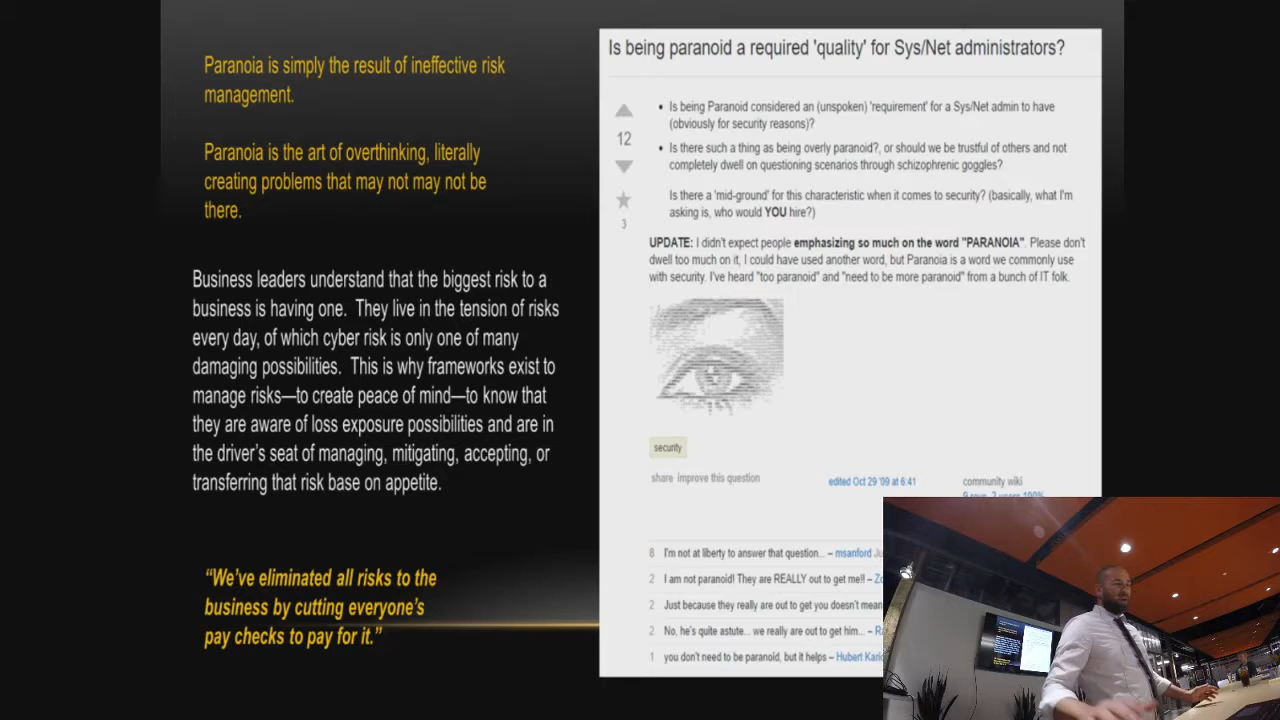 Paranoia is simply the result of ineffective risk
management.
Paranoia is the art of overthinking, literally
creating problems that may not may not be
there.
Business leaders understand that the biggest risk to a
business is having one. They live in the tension of risks
every day, of which cyber risk is only one of many
damaging possibilities. This is why frameworks exist to
manage risks—to create peace of mind—to know that
they are aware of loss exposure possibilities and are in
the driver's seat of managing, mitigating, accepting, or
transferring that risk base on appetite.
"We've eliminated all risks to the
business by cutting everyone's
pay checks to pay for it."
Is being paranoid a required 'quality' for Sys/Net administrators?
• Is being Paranoid considered an (unspoken) 'requirement' for a Sys/Net admin to have
(obviously for security reasons)?
12
• Is there such a thing as being overly paranoid?, or should we be trustful of others and not
completely dwell on questioning scenarios through schizophrenic goggles?
Is there a 'mid-ground' for this characteristic when it comes to security? (basically, what I'm
asking is, who would YOU hire?)
3
UPDATE: I didn't expect people emphasizing so much on the word "PARANOIA". Please don't
dwell too much on it, I could have used another word, but Paranoia is a word we commonly use
with security. I've heard "too paranoid" and "need to be more paranoid" from a bunch of IT folk.
security
share improve this question
edited Oct 29 '09 at 6:41
community wiki
8 I'm not at liberty to answer that question... – msanford
2 I am not paranoid! They are REALLY out to get me!! –
2 Just because they really are out to get you doesn't mean
2 No, he's quite astute... we really are out to get him... –
1 you don't need to be paranoid, but it helps – Hubert